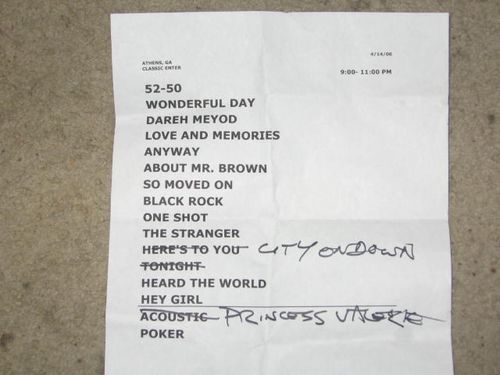 ATHENS, GA 4/14/06
CLASSIC ENTER 9:00- 11:00 PM
52-50
WONDERFUL DAY
DAREH MEYOD
LOVE AND MEMORIES
ANYWAY
ABOUT MR. BROWN
SO MOVED ON
BLACK ROCK
ONE SHOT
THE STRANGER
HERE'S TO YOU CITY ON DOWN
TONIGHT
HEARD THE WORLD
HEY GIRL
ACOUSTIC PRINCESS VALERIE
POKER